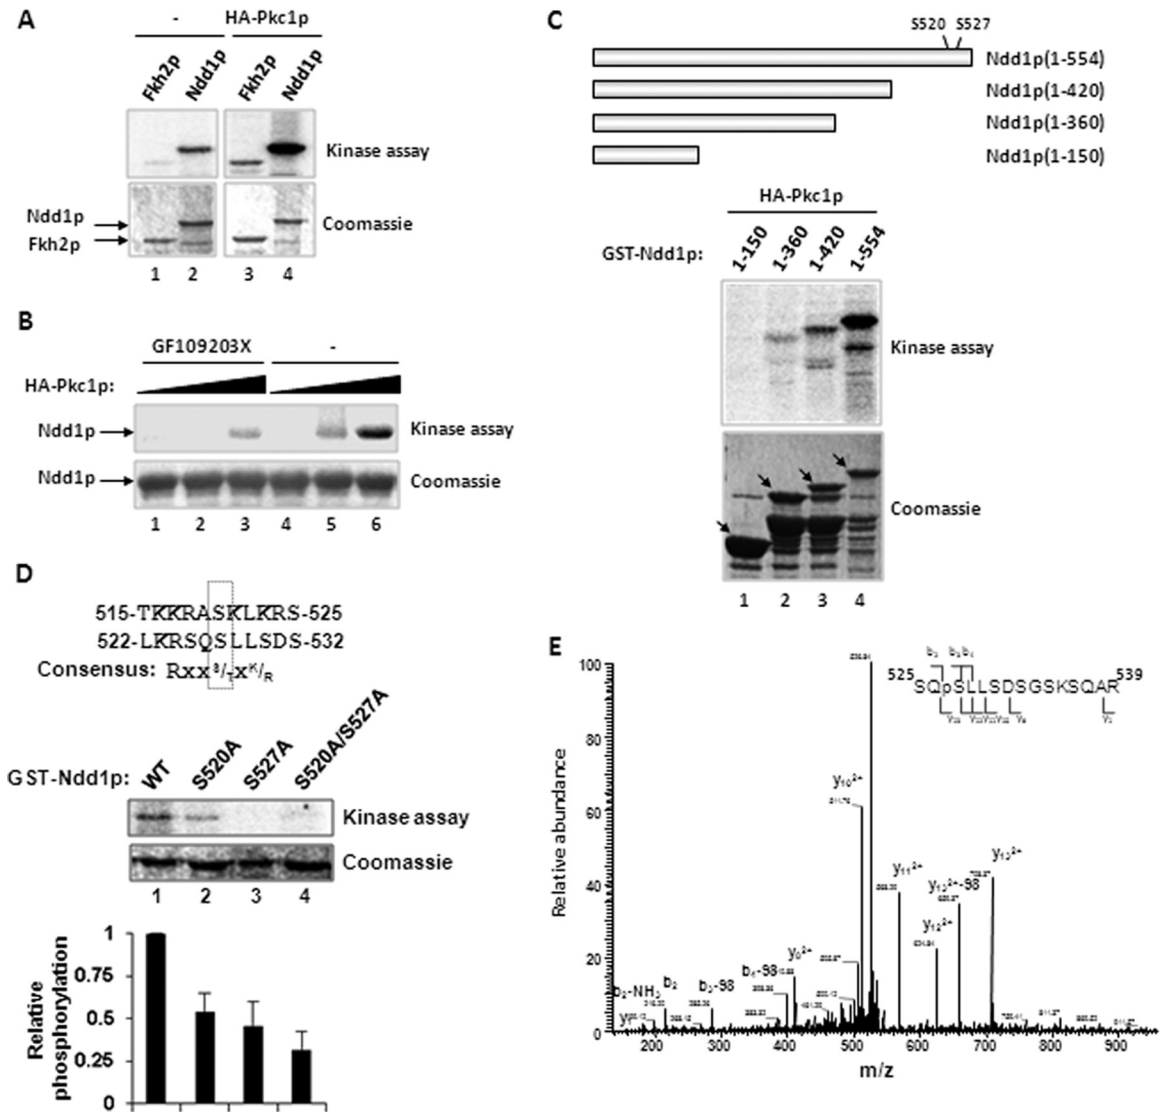 A
-
HA-Pkc1p
Fkh2p
Ndd1p
Fkh2p
Ndd1p
Kinase assay
Ndd1p
Fkh2p
Coomassie
1 2 3 4
B
GF109203X
-
HA-Pkc1p:
Ndd1p
Kinase assay
Ndd1p
Coomassie
1 2 3 4 5 6
C
S520 S527
Ndd1p(1-554)
Ndd1p(1-420)
Ndd1p(1-360)
Ndd1p(1-150)
HA-Pkc1p
GST-Ndd1p:
1-150
1-360
1-420
1-554
Kinase assay
Coomassie
1 2 3 4
D
515-TKKRASKLKRS-525
522-LKRSQSLLSDS-532
Consensus: Rxx S/T x K/R
GST-Ndd1p:
WT
S520A
S527A
S520A/S527A
Kinase assay
Coomassie
1 2 3 4
Relative phosphorylation
1
0.75
0.5
0.25
0
E
525 SQpSLLSDSGSKSQAR 539
Relative abundance
100
80
60
40
20
0
y10 2+
y11 2+
y13 2+
y13 2+-98
y12 2+
b4-98
b3-98
b2
b2-NH3
200 300 400 500 600 700 800 900
m/z